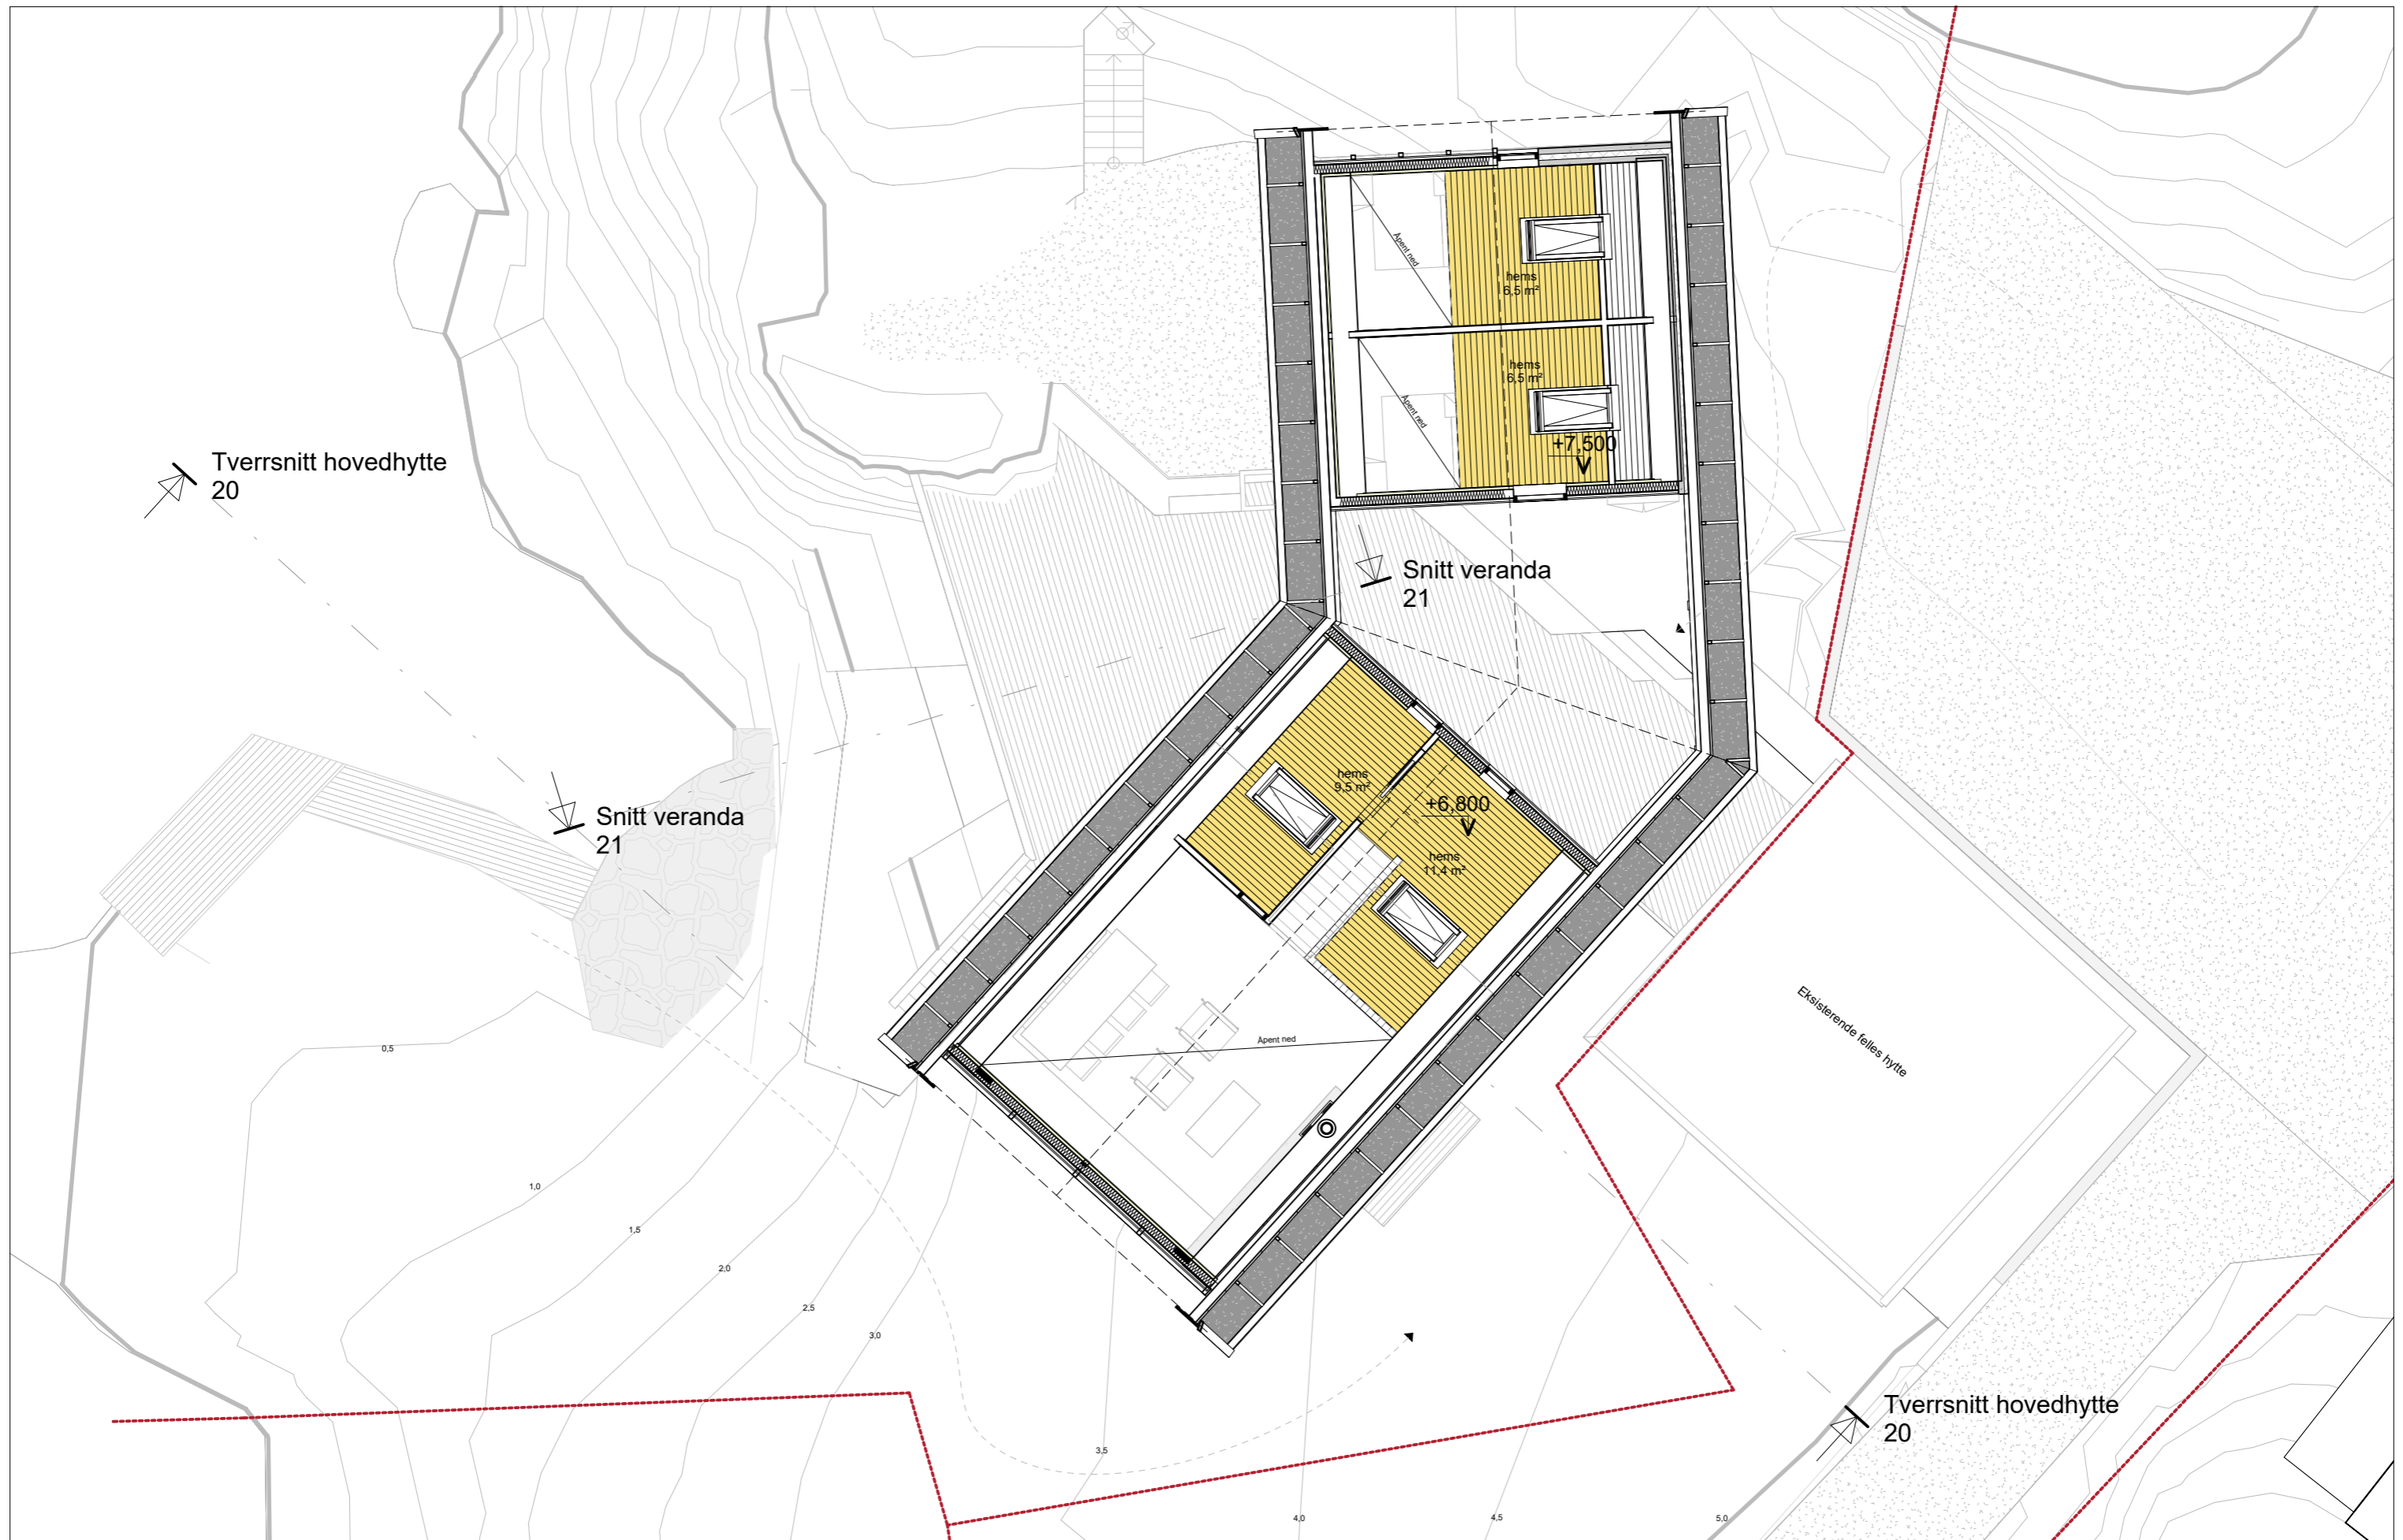 Åpent ned
hems
6,5 m²
hems
6,5 m²
Åpent ned
+7,500
Tverrsnitt hovedhytte
20
Snitt veranda
21
hems
9,5 m²
+6,800
Snitt veranda
21
hems
11,4 m²
Eksisterende felles hytte
Åpent ned
0,5
1,0
1,5
2,0
2,5
3,0
Tverrsnitt hovedhytte
20
3,5
4,0
4,5
5,0